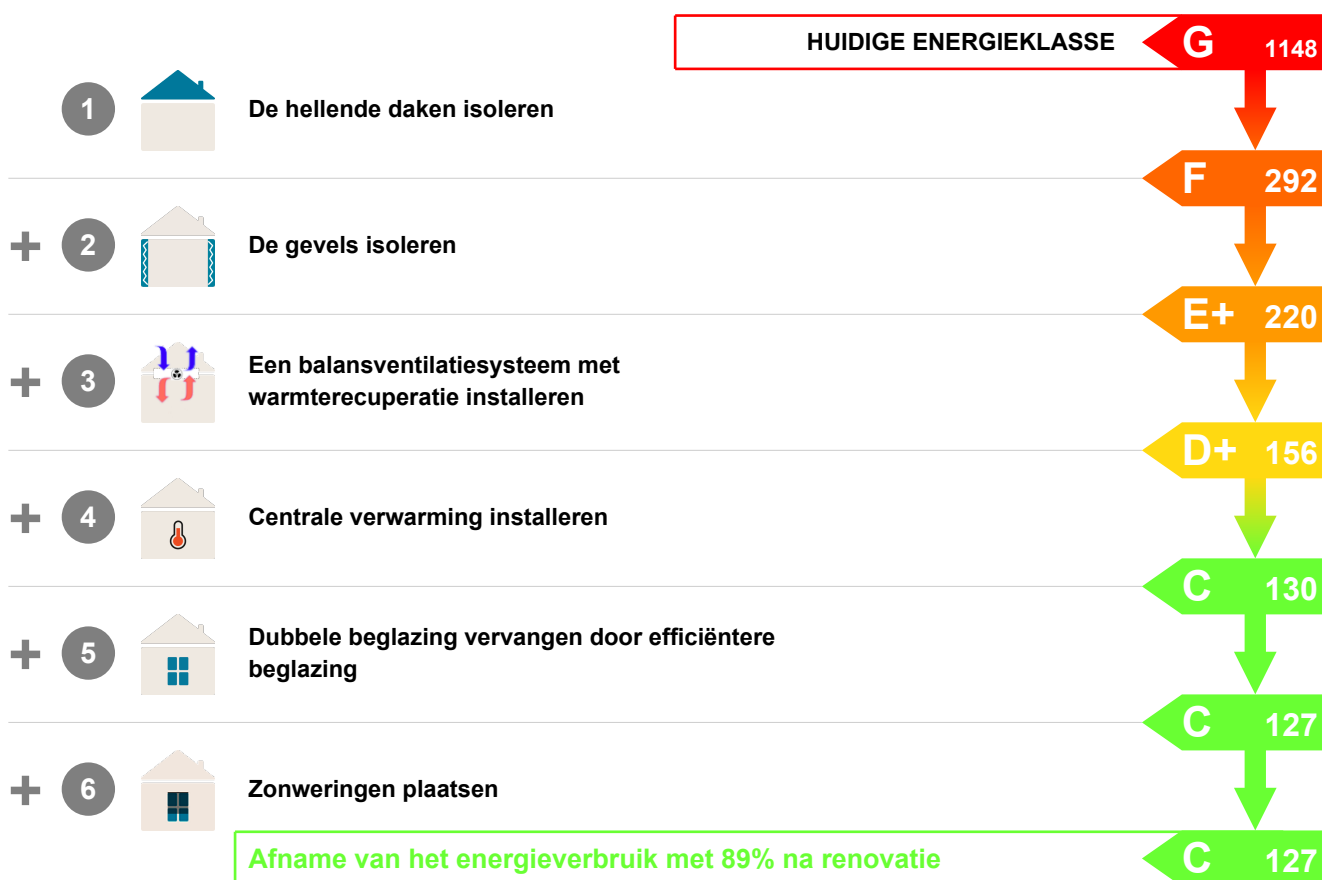 HUIDIGE ENERGIEKLASSE G 1148
1 De hellende daken isoleren
F 292
+ 2 De gevels isoleren
E+ 220
+ 3 Een balansventilatiesysteem met
warmterecuperatie installeren
D+ 156
+ 4 Centrale verwarming installeren
C 130
+ 5 Dubbele beglazing vervangen door efficiëntere
beglazing
C 127
+ 6 Zonweringen plaatsen
Afname van het energieverbruik met 89% na renovatie C 127